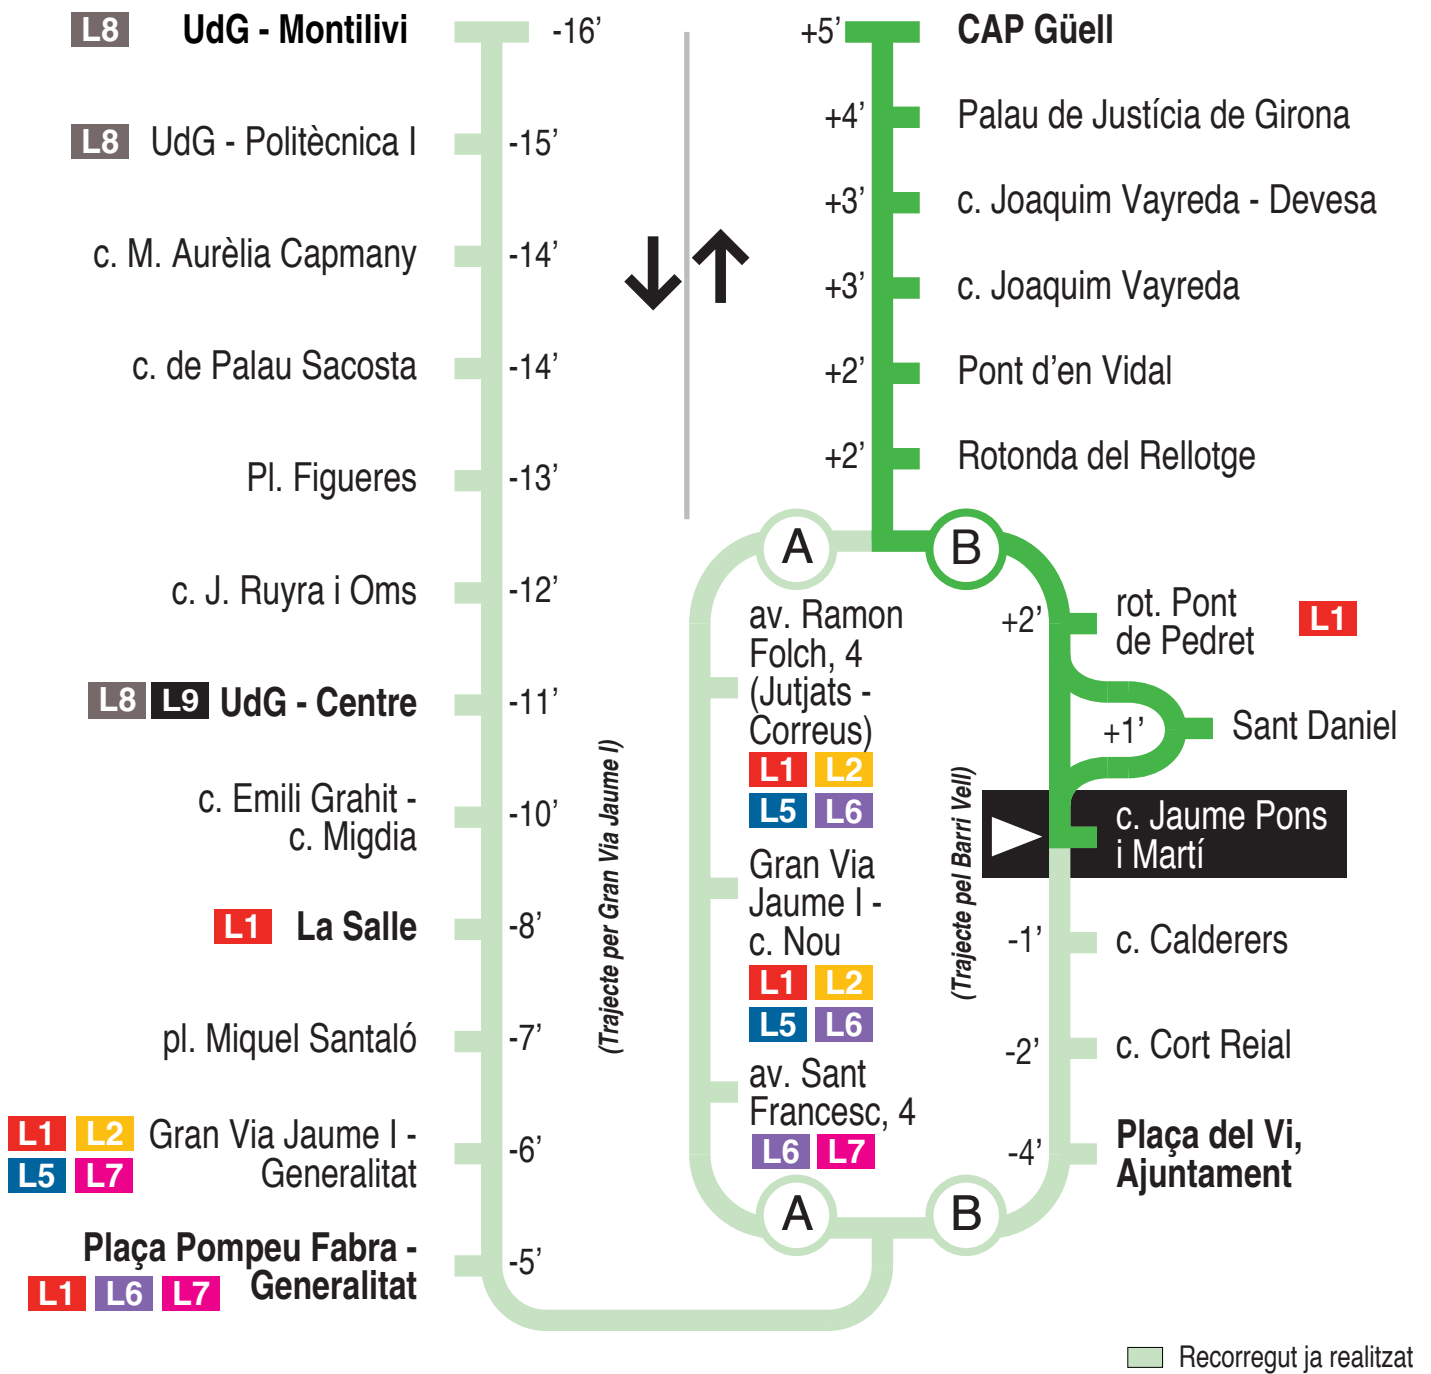 L8 UdG - Montilivi -16’
L8 UdG - Politècnica I -15’
c. M. Aurèlia Capmany -14’
c. de Palau Sacosta -14’
Pl. Figueres -13’
c. J. Ruyra i Oms -12’
L8 L9 UdG - Centre -11’
c. Emili Grahit -
c. Migdia -10’
L1 La Salle -8’
pl. Miquel Santaló -7’
L1 L2 Gran Via Jaume I - -6’
L5 L7 Generalitat
Plaça Pompeu Fabra - -5’
L1 L6 L7 Generalitat
(Trajecte per Gran Via Jaume I)
A
av. Ramon
Folch, 4
(Jutjats -
Correus)
L1 L2
L5 L6
Gran Via
Jaume I -
c. Nou
L1 L2
L5 L6
av. Sant
Francesc, 4
L6 L7
A
+5’ CAP Güell
+4’ Palau de Justícia de Girona
+3’ c. Joaquim Vayreda - Devesa
+3’ c. Joaquim Vayreda
+2’ Pont d’en Vidal
+2’ Rotonda del Rellotge
B
+2’ rot. Pont L1
de Pedret
+1’ Sant Daniel
(Trajecte pel Barri Vell)
c. Jaume Pons
i Martí
-1’ c. Calderers
-2’ c. Cort Reial
-4’ Plaça del Vi,
Ajuntament
B
Recorregut ja realitzat